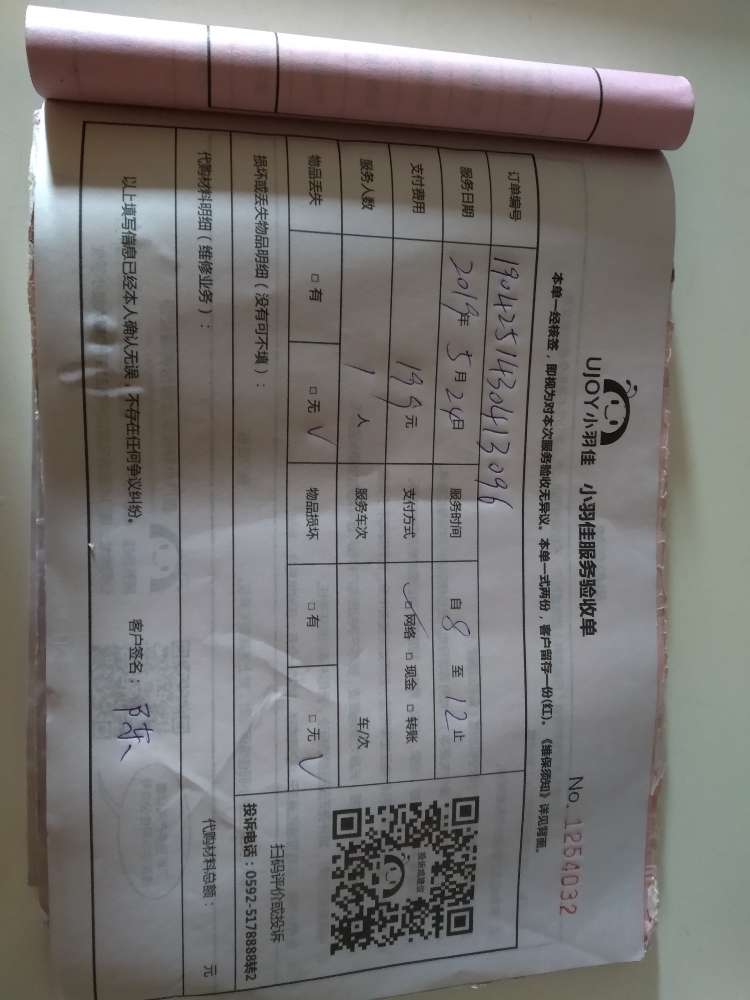 UJOY小羽佳 小羽佳服务验收单
No. 1254032
本单一经核签，即视为对本次服务验收无异议。本单一式两份，客户留存一份(红)。《维保须知》详见背面。
订单编号 190425143041 3096
服务日期 2019年 5月 24日 服务时间 自 8 至 12 止
支付费用 199元 支付方式 □网络 □现金 □转账
服务人数 1 人 服务车次 车/次
物品丢失 □有 □无 √ 物品损坏 □有 □无 √
损坏或丢失物品明细（没有可不填）：
扫码评价或投诉
投诉电话：0592-5178888转2
代购材料明细（维修业务）： 代购材料总额： 元
以上填写信息已经本人确认无误，不存在任何争议纠纷。 客户签名：陈